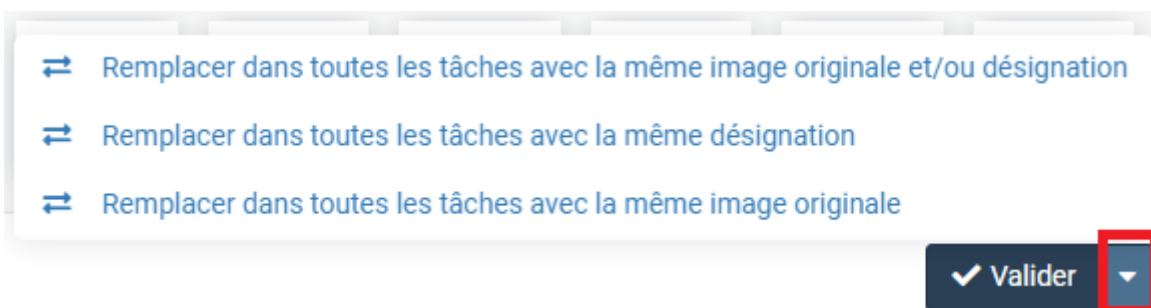 Remplacer dans toutes les tâches avec la même image originale et/ou désignation
Remplacer dans toutes les tâches avec la même désignation
Remplacer dans toutes les tâches avec la même image originale
Valider